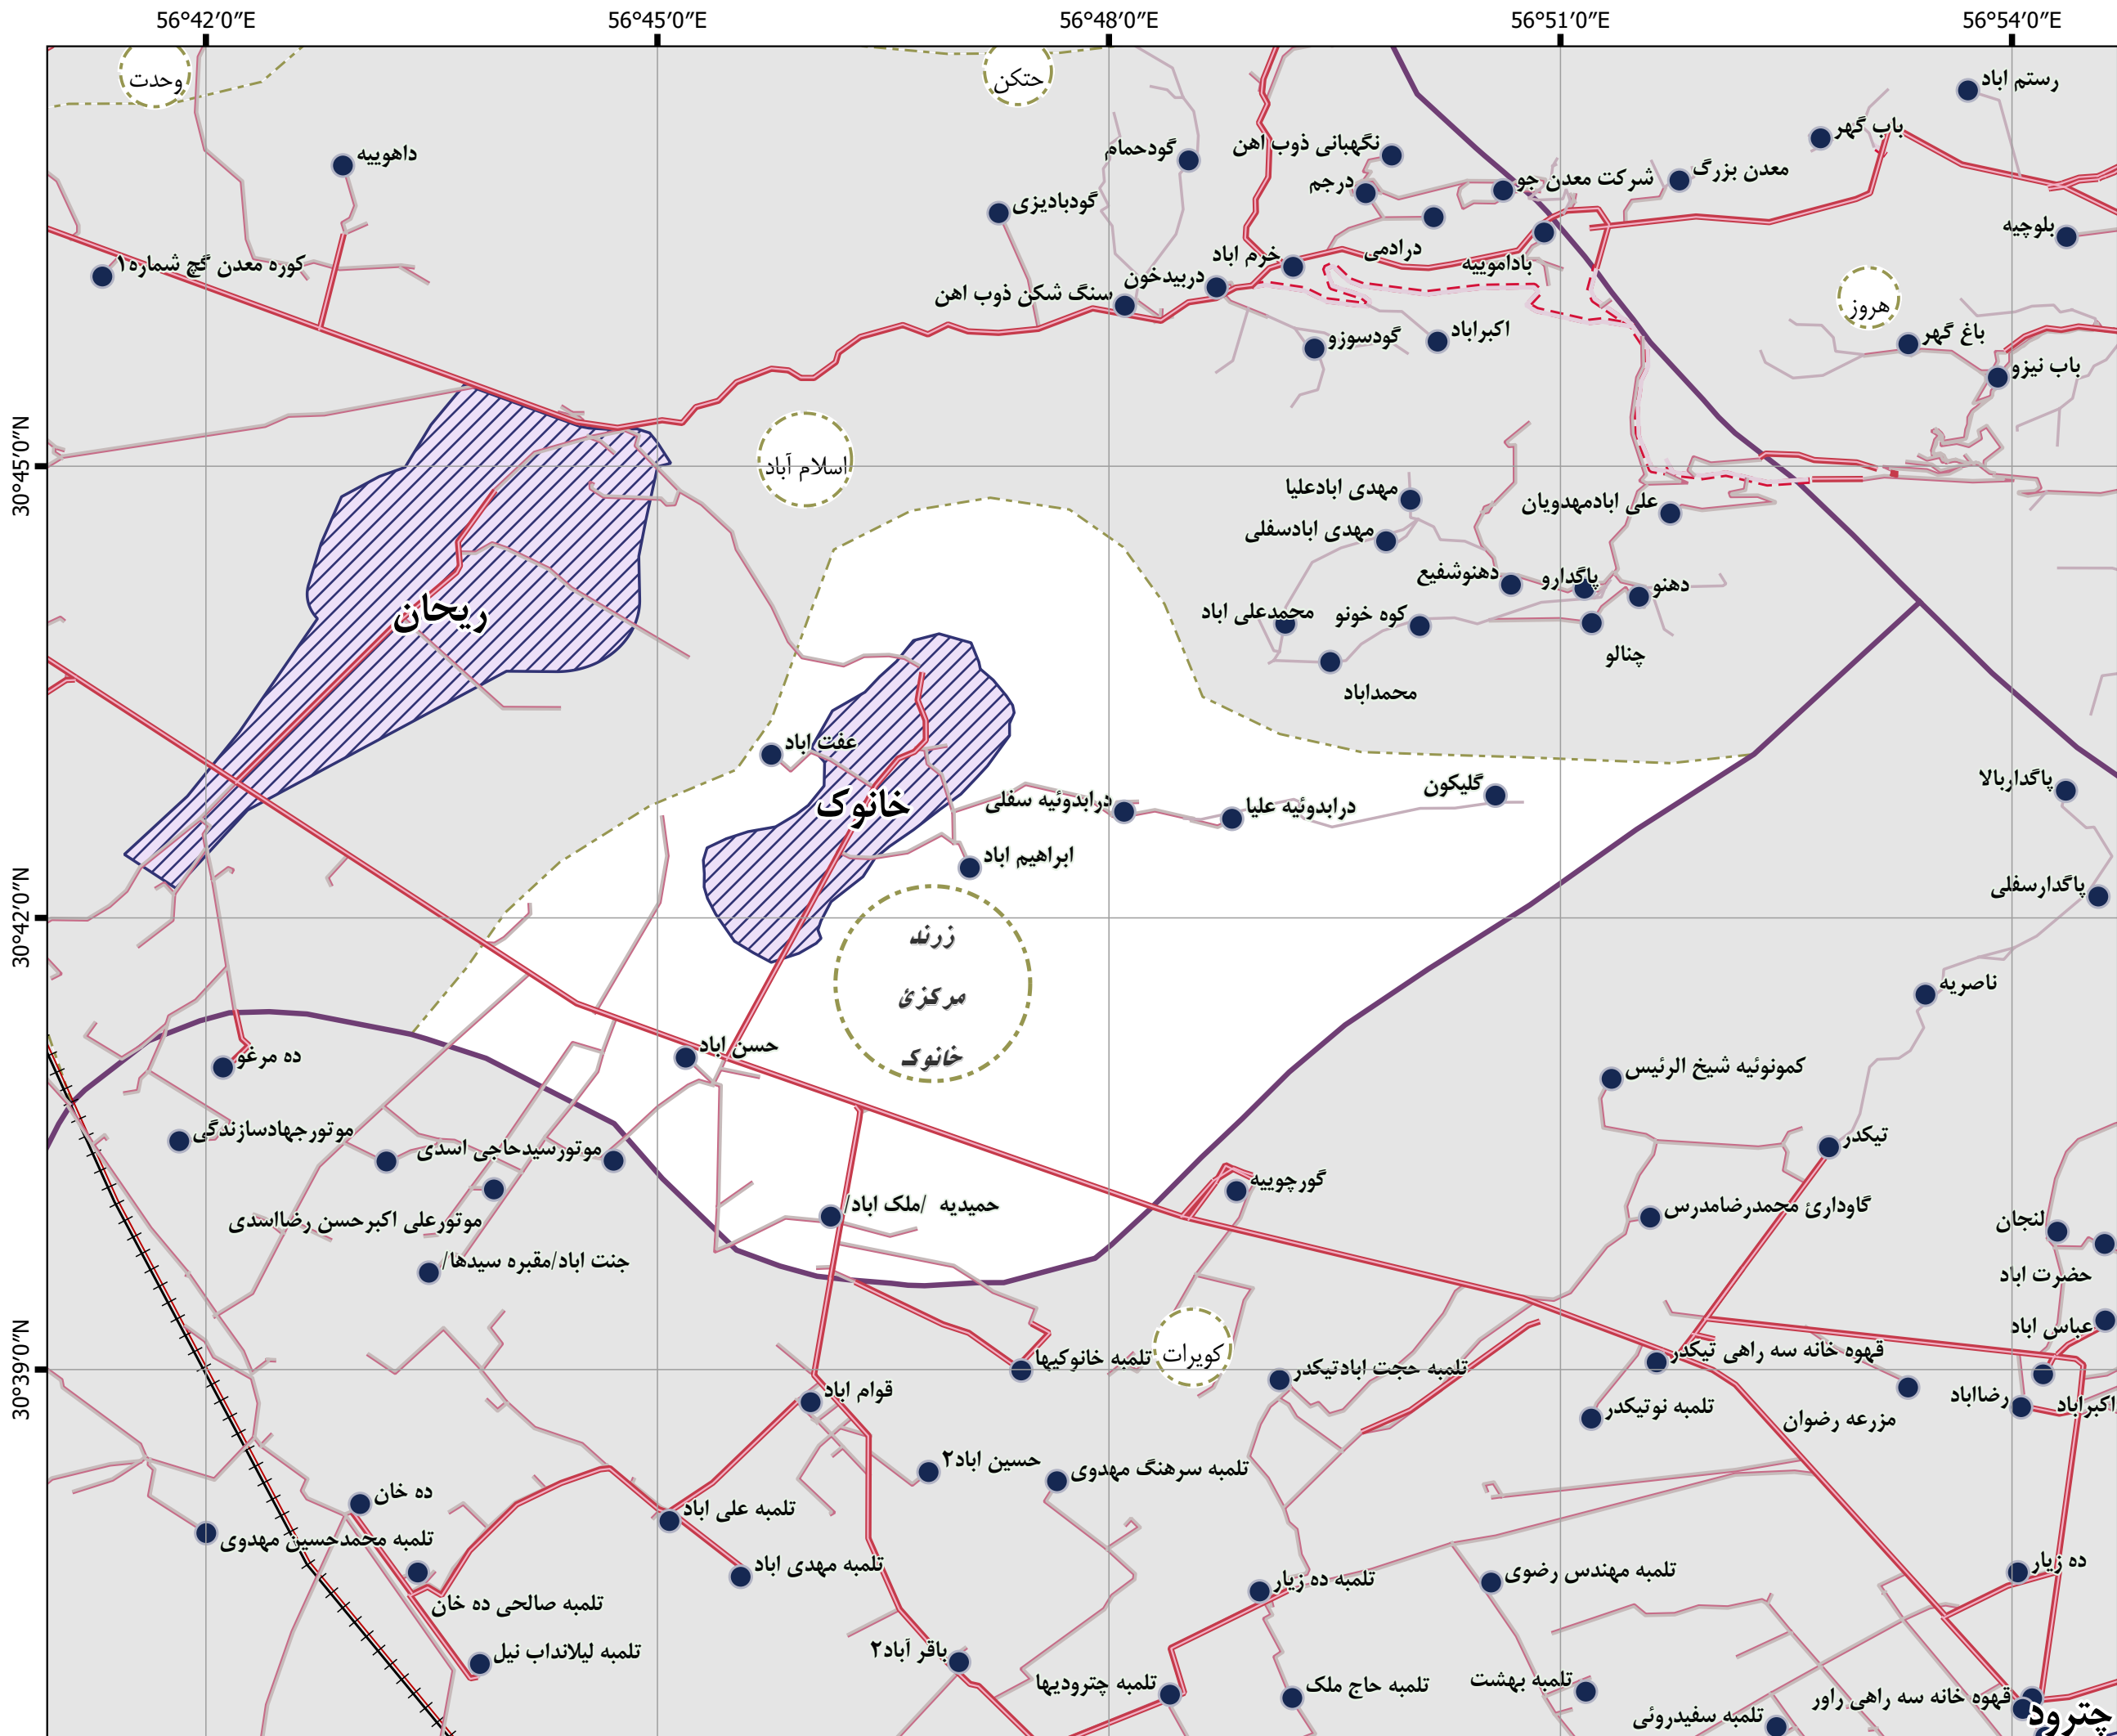 56°42′0″E
56°45′0″E
56°48′0″E
56°51′0″E
56°54′0″E
30°45′0″N
30°42′0″N
30°39′0″N
وحدت
حتکن
رستم اباد
باب گهر
نگهبانی ذوب اهن
گودحمام
داهوییه
معدن بزرگ
شرکت معدن جو
درجم
گودبادیزی
بلوچیه
درادمی
خرم اباد
باداموییه
کوره معدن گچ شماره۱
دربیدخون
سنگ شکن ذوب اهن
هروز
اکبراباد
گودسوزو
باغ گهر
باب نیزو
اسلام آباد
مهدی ابادعلیا
علی ابادمهدویان
مهدی ابادسفلی
دهنوشفیع
پاگدارو
دهنو
ریحان
محمدعلی اباد
کوه خونو
چنالو
محمداباد
عفت اباد
پاگداربالا
گلیکون
خانوک
درابدوئیه سفلی
درابدوئیه علیا
ابراهیم اباد
پاگدارسفلی
زرند
مرکزئ
خانوک
ناصریه
حسن اباد
ده مرغو
کمونوئیه شیخ الرئیس
موتورجهادسازندگی
موتورسیدحاجی اسدی
تیکدر
گورچوییه
حمیدیه /ملک اباد/
گاودارئ محمدرضامدرس
موتورعلی اکبرحسن رضااسدی
لنجان
جنت اباد/مقبره سیدها/
حضرت اباد
عباس اباد
کویرات
تلمبه خانوکیها
تلمبه حجت ابادتیکدر
قهوه خانه سه راهی تیکدر
قوام اباد
رضااباد
اکبراباد
تلمبه نوتیکدر
مزرعه رضوان
حسین اباد۲
تلمبه سرهنگ مهدوی
ده خان
تلمبه علی اباد
تلمبه محمدحسین مهدوی
تلمبه مهدی اباد
تلمبه ده زیار
تلمبه مهندس رضوی
ده زیار
تلمبه صالحی ده خان
تلمبه لیلانداب نیل
باقر آباد۲
تلمبه چترودیها
تلمبه حاج ملک
تلمبه بهشت
قهوه خانه سه راهی راور
تلمبه سفیدروئی
چترود